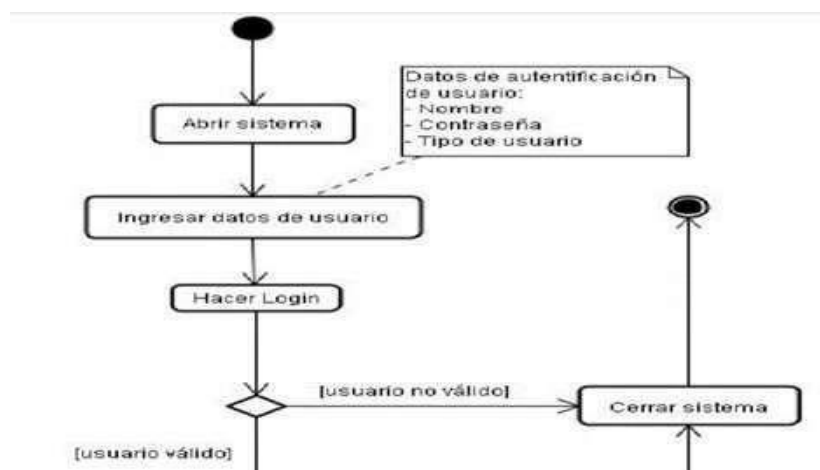 Datos de autentificación
de usuario:
- Nombre
- Contraseña
- Tipo de usuario
Abrir sistema
Ingresar datos de usuario
Hacer Login
[usuario no válido]
Cerrar sistema
[usuario válido]